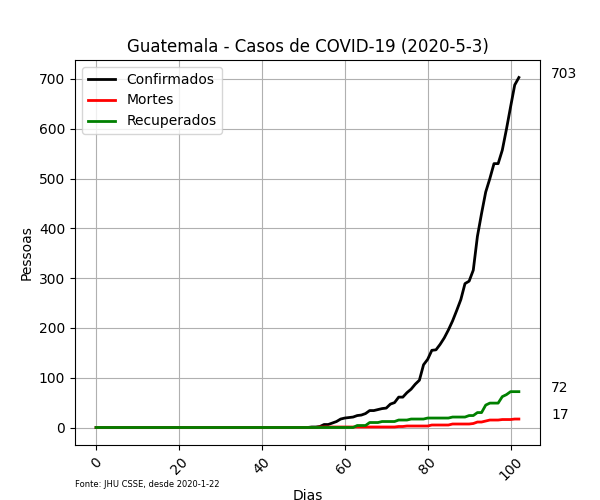 Guatemala - Casos de COVID-19 (2020-5-3)
Confirmados
Mortes
Recuperados
Pessoas
700
600
500
400
300
200
100
0
703
72
17
0 20 40 60 80 100
Fonte: JHU CSSE, desde 2020-1-22
Dias